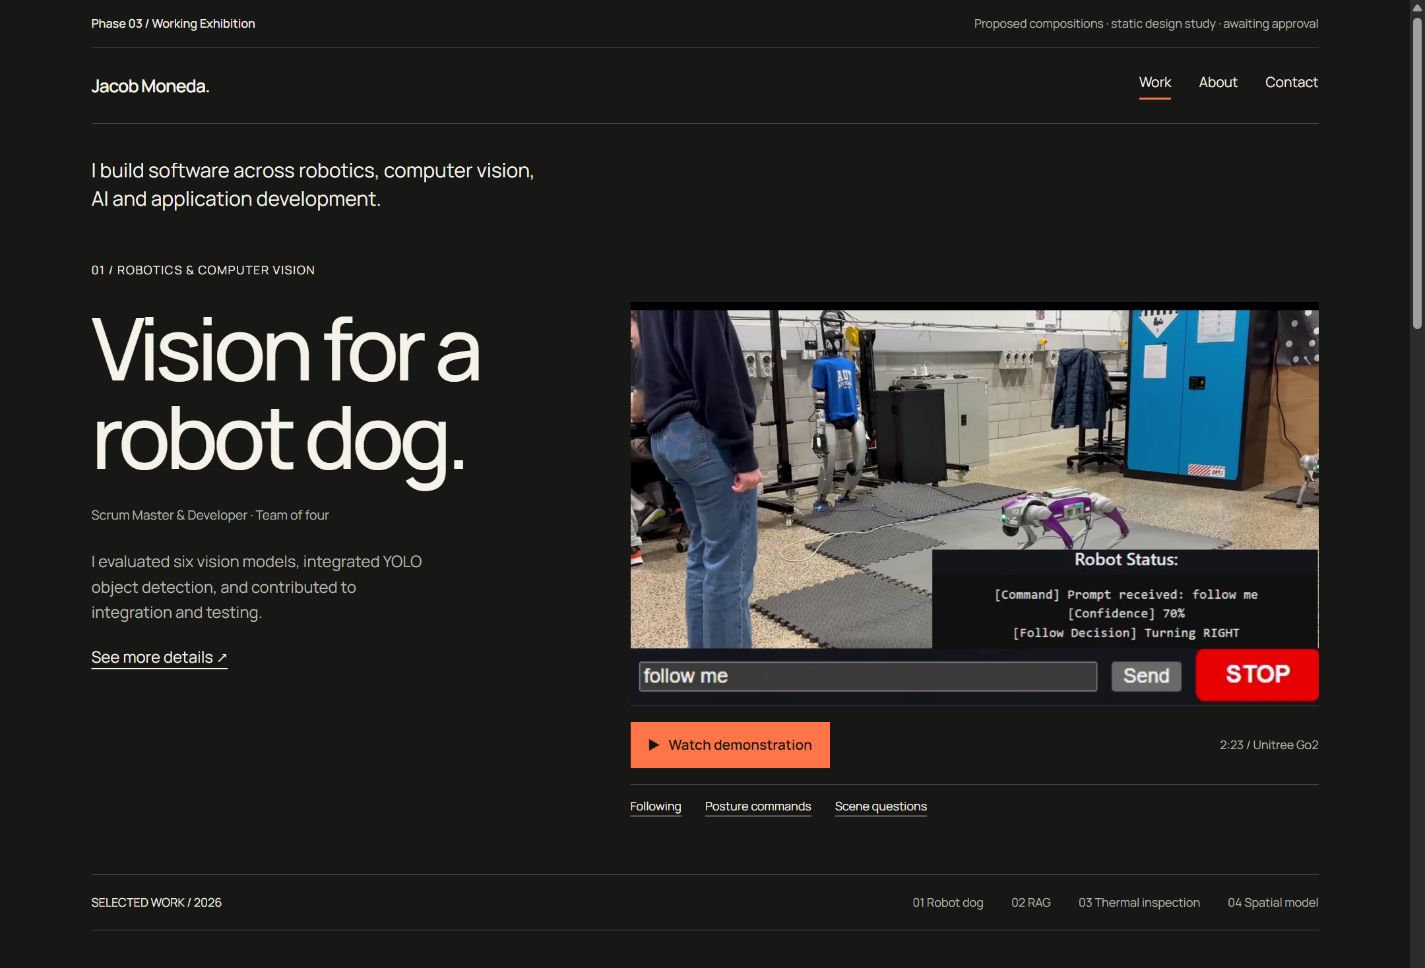 Phase 03 / Working Exhibition
Proposed compositions · static design study · awaiting approval
Jacob Moneda.
Work About Contact
I build software across robotics, computer vision,
AI and application development.
01 / ROBOTICS & COMPUTER VISION
Vision for a
robot dog.
Scrum Master & Developer · Team of four
I evaluated six vision models, integrated YOLO
object detection, and contributed to
integration and testing.
See more details ↗
AUT
Robot Status:
[Command] Prompt received: follow me
[Confidence] 70%
[Follow Decision] Turning RIGHT
follow me Send STOP
▶ Watch demonstration
2:23 / Unitree Go2
Following Posture commands Scene questions
SELECTED WORK / 2026
01 Robot dog 02 RAG 03 Thermal inspection 04 Spatial model